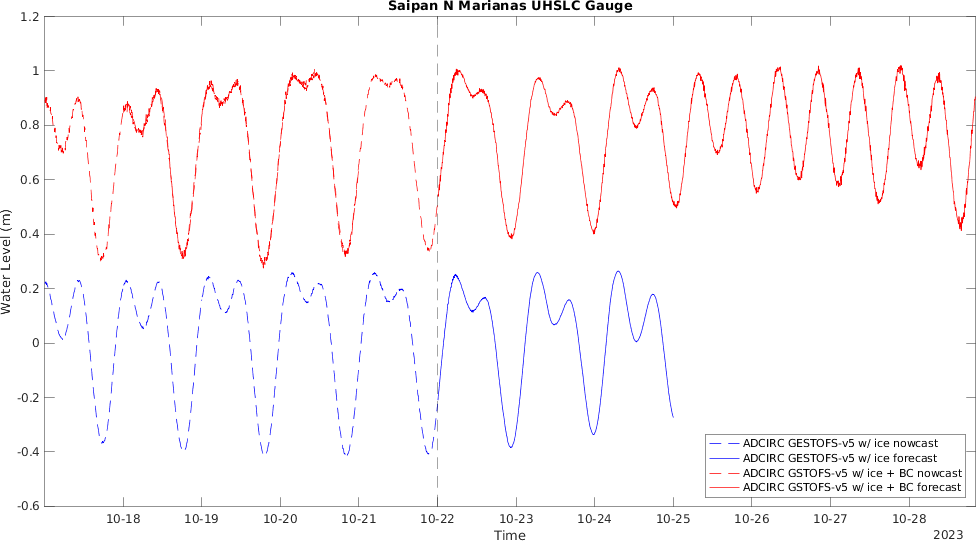 Saipan N Marianas UHSLC Gauge
1.2
1
0.8
0.6
0.4
0.2
0
-0.2
-0.4
-0.6
Water Level (m)
ADCIRC GESTOFS-v5 w/ ice nowcast
ADCIRC GESTOFS-v5 w/ ice forecast
ADCIRC GSTOFS-v5 w/ ice + BC nowcast
ADCIRC GSTOFS-v5 w/ ice + BC forecast
10-18 10-19 10-20 10-21 10-22 10-23 10-24 10-25 10-26 10-27 10-28
Time
2023